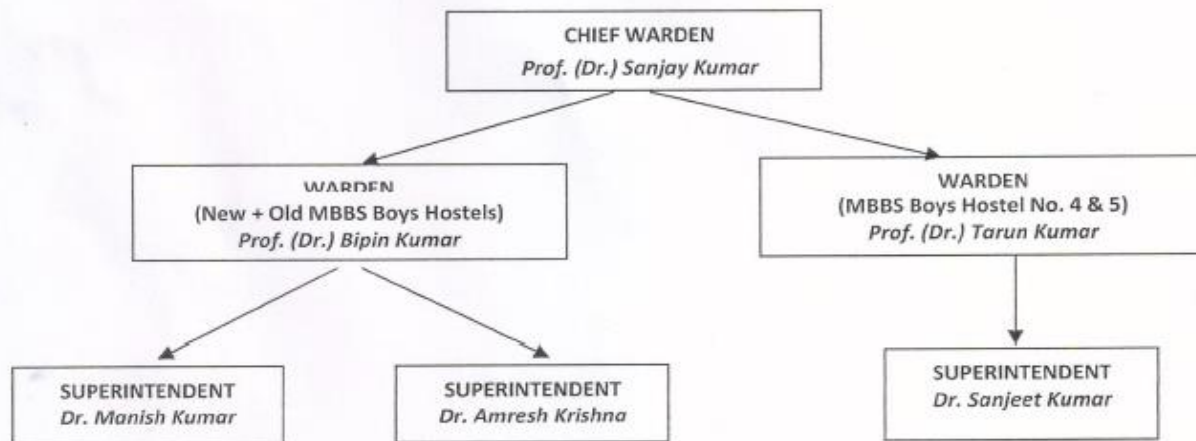 CHIEF WARDEN
Prof. (Dr.) Sanjay Kumar
WARDEN
(New + Old MBBS Boys Hostels)
Prof. (Dr.) Bipin Kumar
WARDEN
(MBBS Boys Hostel No. 4 & 5)
Prof. (Dr.) Tarun Kumar
SUPERINTENDENT
Dr. Manish Kumar
SUPERINTENDENT
Dr. Amresh Krishna
SUPERINTENDENT
Dr. Sanjeet Kumar